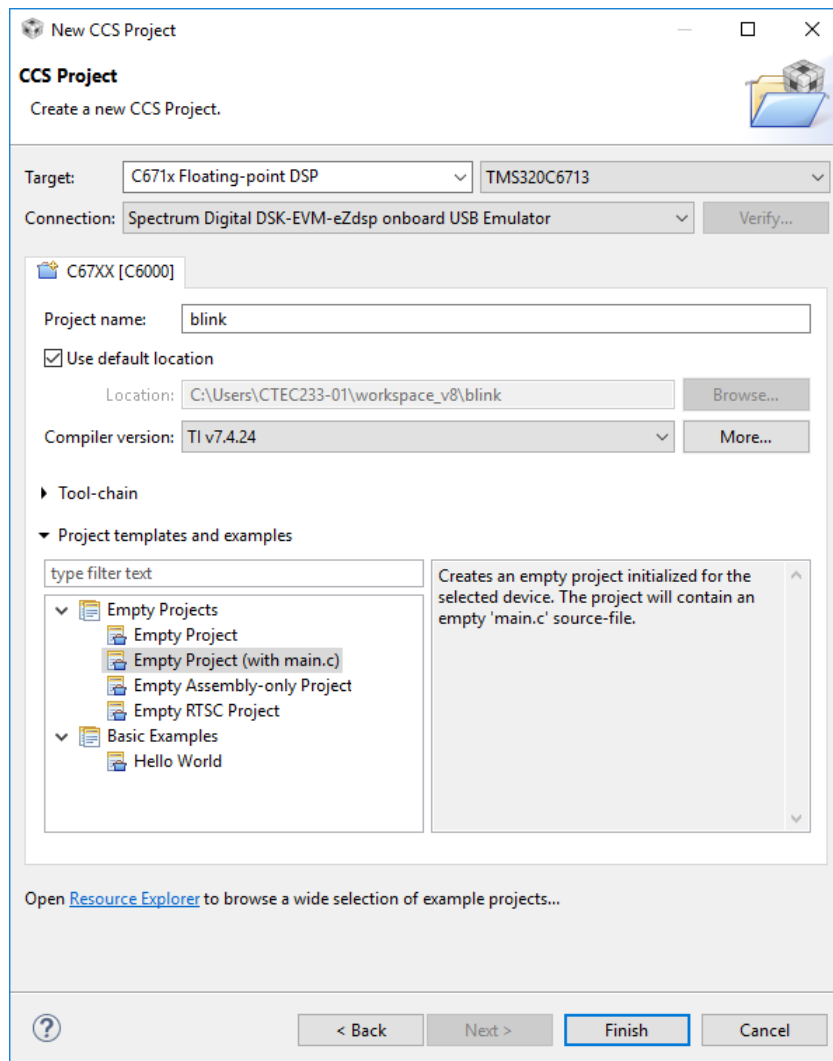 New CCS Project
CCS Project
Create a new CCS Project.
Target: C671x Floating-point DSP TMS320C6713
Connection: Spectrum Digital DSK-EVM-eZdsp onboard USB Emulator Verify...
C67XX [C6000]
Project name: blink
Use default location
Location: C:\Users\CTEC233-01\workspace_v8\blink Browse...
Compiler version: TI v7.4.24 More...
Tool-chain
Project templates and examples
type filter text
Empty Projects
Empty Project
Empty Project (with main.c)
Empty Assembly-only Project
Empty RTSC Project
Basic Examples
Hello World
Creates an empty project initialized for the
selected device. The project will contain an
empty 'main.c' source-file.
Open Resource Explorer to browse a wide selection of example projects...
? < Back Next > Finish Cancel